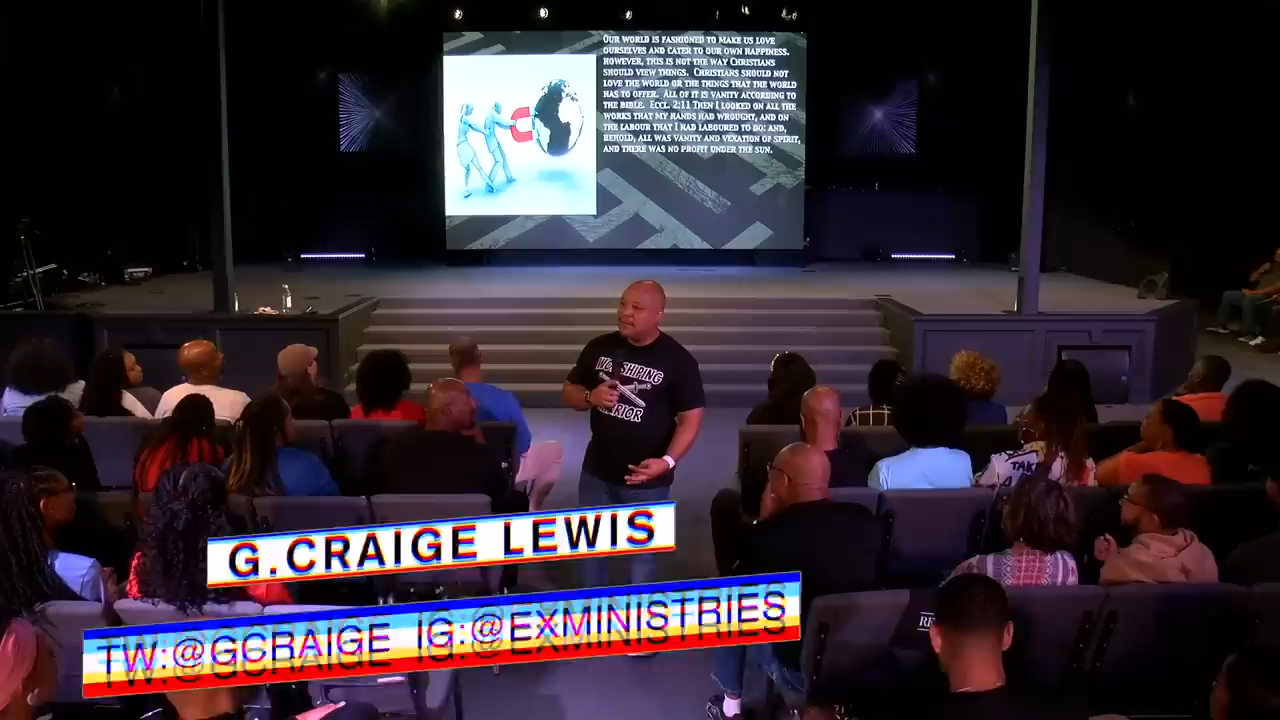 OUR WORLD IS FASHIONED TO MAKE US LOVE
OURSELVES AND CATER TO OUR OWN HAPPINESS.
HOWEVER, THIS IS NOT THE WAY CHRISTIANS
SHOULD VIEW THINGS. CHRISTIANS SHOULD NOT
LOVE THE WORLD OR THE THINGS THAT THE WORLD
HAS TO OFFER. ALL OF IT IS VANITY ACCORDING TO
THE BIBLE. ECCL. 2:11 THEN I LOOKED ON ALL THE
WORKS THAT MY HANDS HAD WROUGHT, AND ON
THE LABOUR THAT I HAD LABOURED TO DO: AND,
BEHOLD, ALL WAS VANITY AND VEXATION OF SPIRIT,
AND THERE WAS NO PROFIT UNDER THE SUN.
G.CRAIGE LEWIS
TW:@GCRAIGE IG:@EXMINISTRIES
TAKE